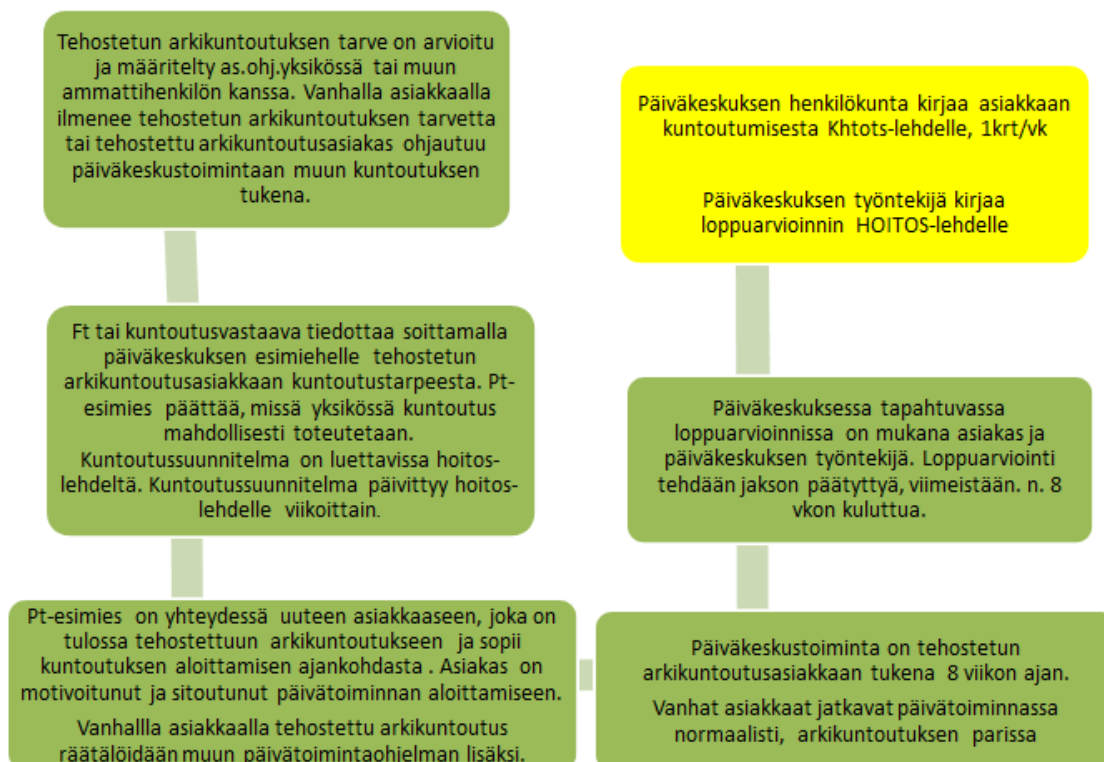 Tehostetun arkikuntoutuksen tarve on arvioitu
ja määritelty as.ohj.yksikössä tai muun
ammattihenkilön kanssa. Vanhalla asiakkaalla
ilmenee tehostetun arkikuntoutuksen tarvetta
tai tehostettu arkikuntoutusasiakas ohjautuu
päiväkeskustoimintaan muun kuntoutuksen
tukena.
Ft tai kuntoutusvastaava tiedottaa soittamalla
päiväkeskuksen esimiehelle tehostetun
arkikuntoutusasiakkaan kuntoutustarpeesta. Pt-
esimies päättää, missä yksikössä kuntoutus
mahdollisesti toteutetaan.
Kuntoutussuunnitelma on luettavissa hoitos-
lehdeltä. Kuntoutussuunnitelma päivittyy hoitos-
lehdelle viikoittain.
Pt-esimies on yhteydessä uuteen asiakkaaseen, joka on
tulossa tehostettuun arkikuntoutukseen ja sopii
kuntoutuksen aloittamisen ajankohdasta . Asiakas on
motivoitunut ja sitoutunut päivätoiminnan aloittamiseen.
Vanhallla asiakkaalla tehostettu arkikuntoutus
räätälöidään muun päivätoimintaohjelman lisäksi.
Päiväkeskustoiminta on tehostetun
arkikuntoutusasiakkaan tukena 8 viikon ajan.
Vanhat asiakkaat jatkavat päivätoiminnassa
normaalisti, arkikuntoutuksen parissa
Päiväkeskuksessa tapahtuvassa
loppuarvioinnissa on mukana asiakas ja
päiväkeskuksen työntekijä. Loppuarviointi
tehdään jakson päätyttyä, viimeistään. n. 8
vkon kuluttua.
Päiväkeskuksen henkilökunta kirjaa asiakkaan
kuntoutumisesta Khtots-lehdelle, 1krt/vk
Päiväkeskuksen työntekijä kirjaa
loppuarvioinnin HOITOS-lehdelle